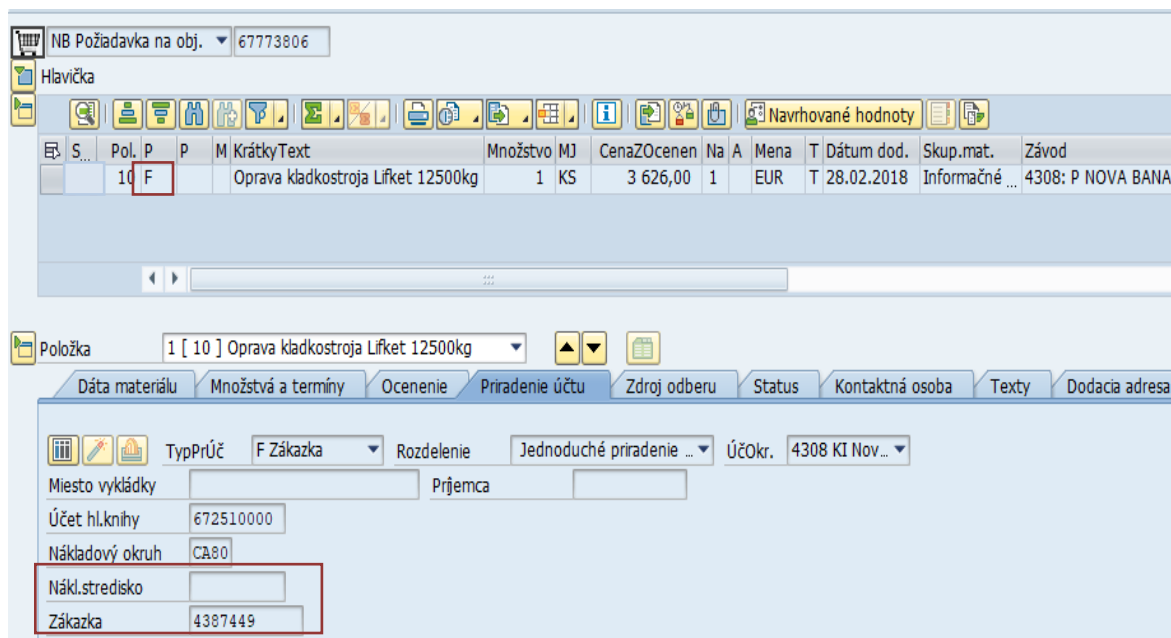 NB Požiadavka na obj. 67773806
Hlavička
Navrhované hodnoty
S... Pol. P P M KrátkyText Množstvo MJ CenaZOcenen Na A Mena T Dátum dod. Skup.mat. Závod
10 F Oprava kladkostroja Lifket 12500kg 1 KS 3 626,00 1 EUR T 28.02.2018 Informačné ... 4308: P NOVA BANA
Položka 1 [ 10 ] Oprava kladkostroja Lifket 12500kg
Dáta materiálu Množstvá a termíny Ocenenie Priradenie účtu Zdroj odberu Status Kontaktná osoba Texty Dodacia adresa
TypPrÚč F Zákazka Rozdelenie Jednoduché priradenie ... ÚčOkr. 4308 KI Nov...
Miesto vykládky Príjemca
Účet hl.knihy 672510000
Nákladový okruh CA80
Nákl.stredisko
Zákazka 4387449